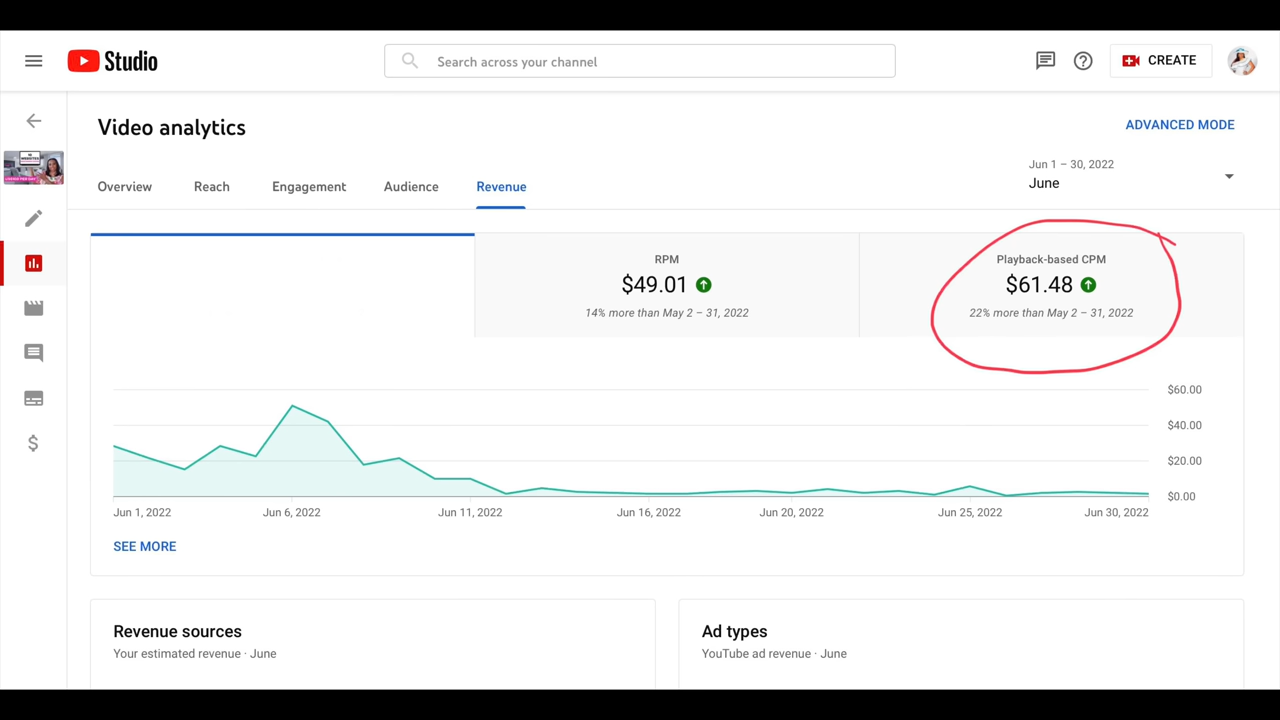 Studio
Search across your channel
CREATE
Video analytics
ADVANCED MODE
Jun 1 – 30, 2022
June
Overview
Reach
Engagement
Audience
Revenue
RPM
$49.01
14% more than May 2 – 31, 2022
Playback-based CPM
$61.48
22% more than May 2 – 31, 2022
$60.00
$40.00
$20.00
$0.00
Jun 1, 2022
Jun 6, 2022
Jun 11, 2022
Jun 16, 2022
Jun 20, 2022
Jun 25, 2022
Jun 30, 2022
SEE MORE
Revenue sources
Your estimated revenue · June
Ad types
YouTube ad revenue · June